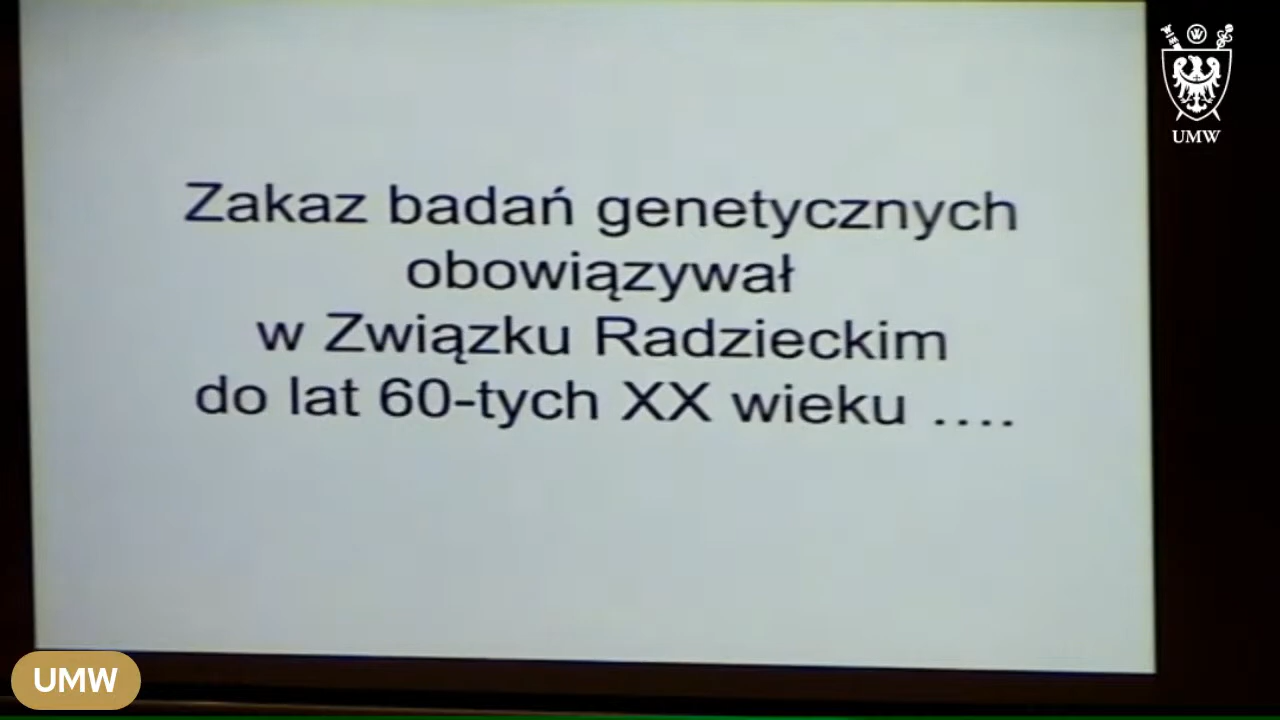 UMW
Zakaz badań genetycznych
obowiązywał
w Związku Radzieckim
do lat 60-tych XX wieku ....
UMW